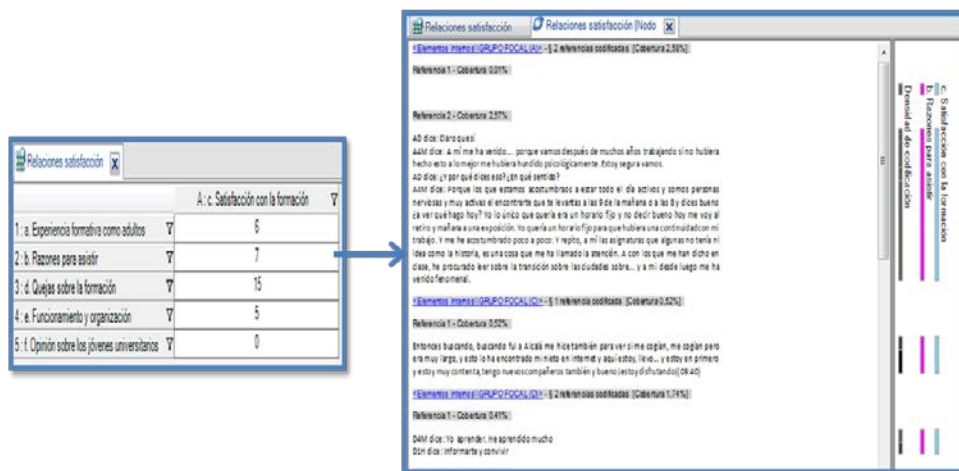 Relaciones satisfacción
A : c. Satisfacción con la formación
1 : a. Experiencia formativa como adultos 6
2 : b. Razones para asistir 7
3 : d. Quejas sobre la formación 15
4 : e. Funcionamiento y organización 5
5 : f. Opinión sobre los jóvenes universitarios 0
Relaciones satisfacción
Relaciones satisfacción [Nodo
<Elementos internos\\GRUPO FOCAL (A)> - § 2 referencias codificadas [Cobertura 2,58%]
Referencia 1 - Cobertura 0,01%
Referencia 2 - Cobertura 2,57%
AD dice: Claro que sí
A4M dice: A mí me ha venido... porque vamos después de muchos años trabajando si no hubiera
hecho esto a lo mejor me hubiera hundido psicológicamente. Estoy segura vamos.
AD dice: ¿Y por qué dices eso? ¿En qué sentido?
A4M dice: Porque los que estamos acostumbraos a estar todo el día activos y somos personas
nerviosas y muy activas el encontrarte que te levantas a las 9 de la mañana o a las 8 y dices bueno
¿a ver qué hago hoy? Yo lo único que quería era un horario fijo y no decir bueno hoy me voy al
retiro y mañana a una exposición. Yo quería un horario fijo para que hubiera una continuidad con mi
trabajo. Y me he acostumbrado poco a poco: Y repito, a mí las asignaturas que algunas no tenía ni
idea como la historia, es una cosa que me ha llamado la atención. A con los que me han dicho en
clase, he procurado leer sobre la transición sobre las ciudades sobre... y a mi desde luego me ha
venido fenomenal.
<Elementos internos\\GRUPO FOCAL (C)> - § 1 referencia codificada [Cobertura 0,52%]
Referencia 1 - Cobertura 0,52%
Entonces buscando, buscando fui a Alcalá me hice también para ver si me cogían, me cogían pero
era muy largo, y esto lo ha encontrado mi nieto en internet y aquí estoy, llevo... y estoy en primero
y estoy muy contenta, tengo nuevos compañeros también y bueno (estoy disfrutando)
<Elementos internos\\GRUPO FOCAL (D)> - § 2 referencias codificadas [Cobertura 1,74%]
Referencia 1 - Cobertura 0,41%
D4M dice: Yo aprender. He aprendido mucho
D1H dice: Informarte y convivir
c. Satisfacción con la formación
b. Razones para asistir
Densidad de codificación